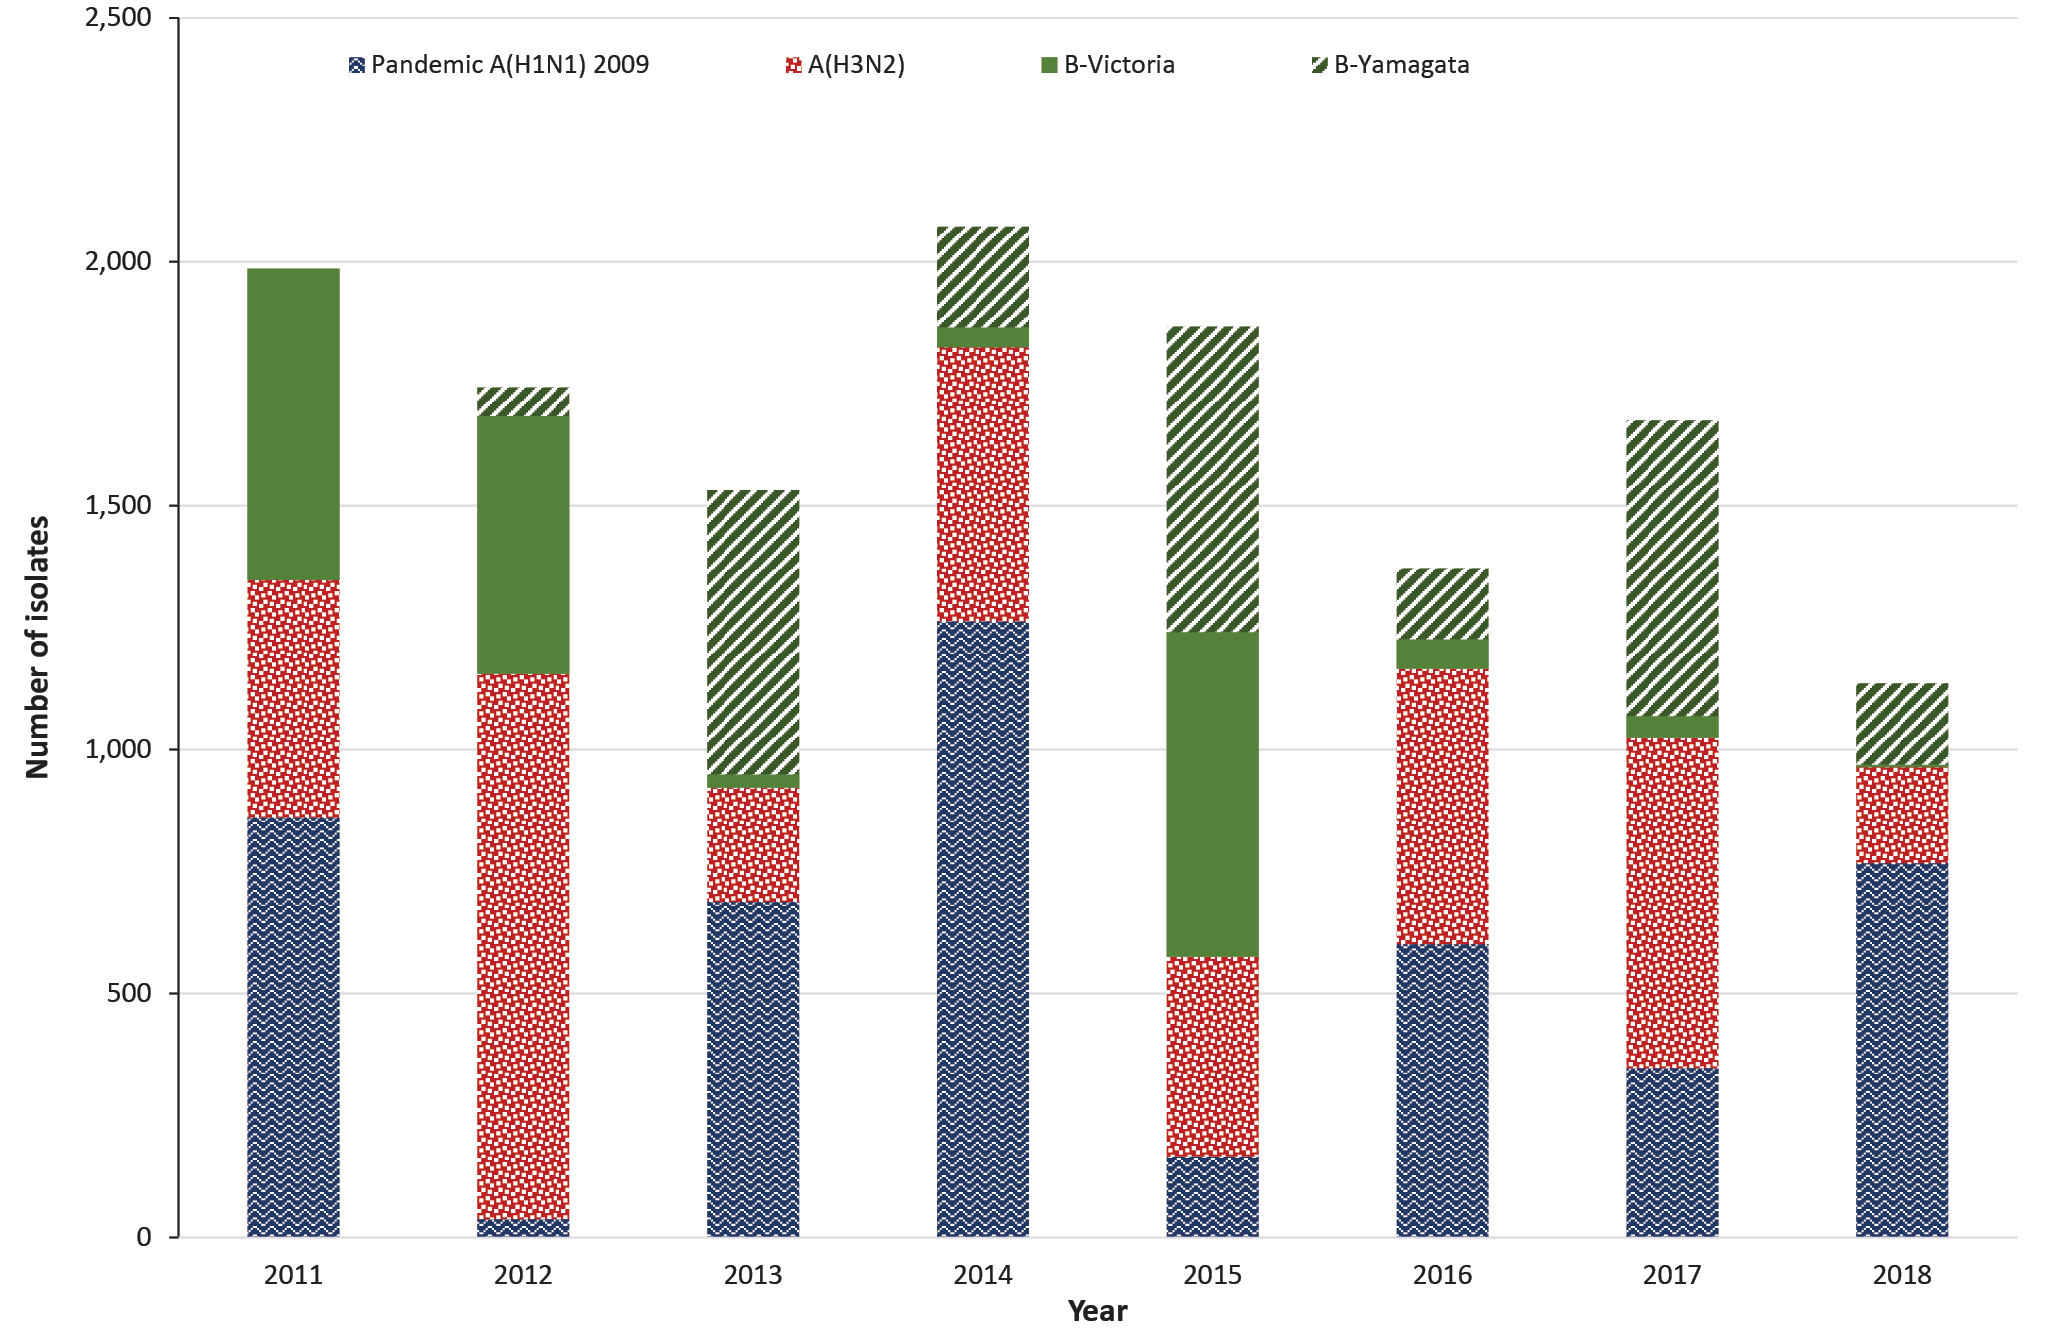 2,500
Pandemic A(H1N1) 2009 A(H3N2) B-Victoria B-Yamagata
2,000
1,500
1,000
500
0
Number of isolates
2011 2012 2013 2014 2015 2016 2017 2018
Year